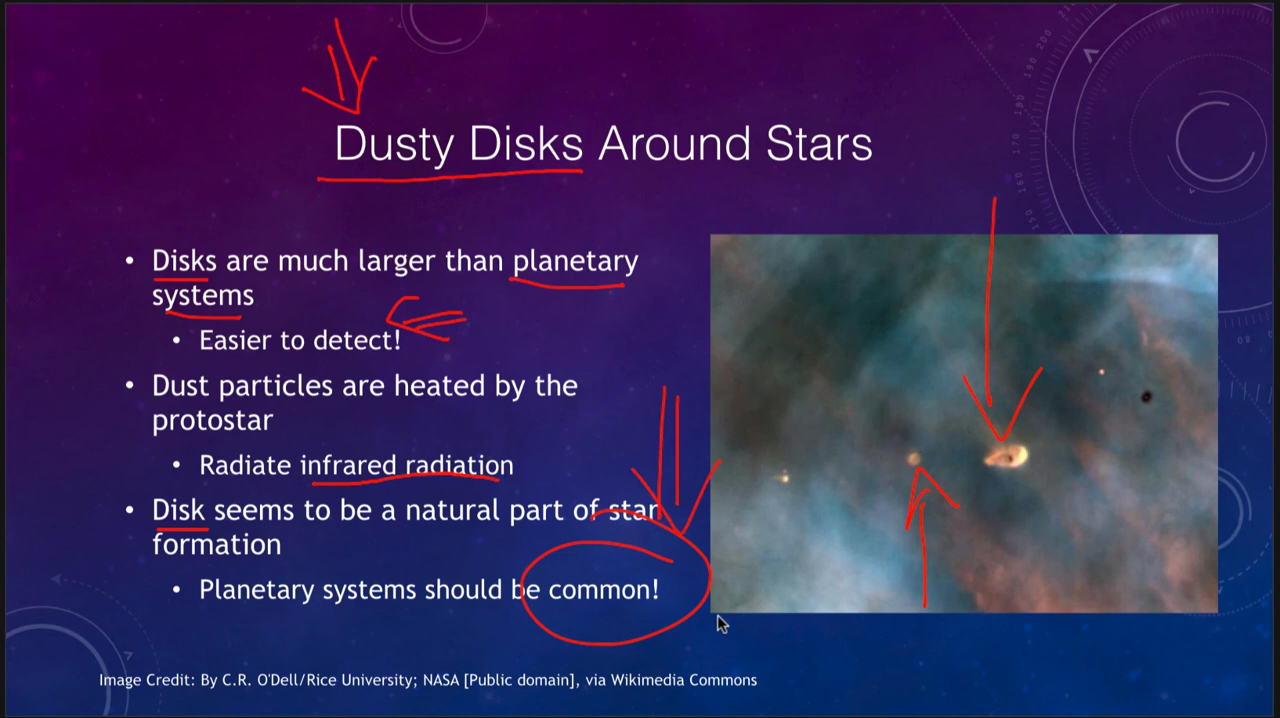 Dusty Disks Around Stars
• Disks are much larger than planetary
systems
• Easier to detect!
• Dust particles are heated by the
protostar
• Radiate infrared radiation
• Disk seems to be a natural part of star
formation
• Planetary systems should be common!
Image Credit: By C.R. O'Dell/Rice University; NASA [Public domain], via Wikimedia Commons